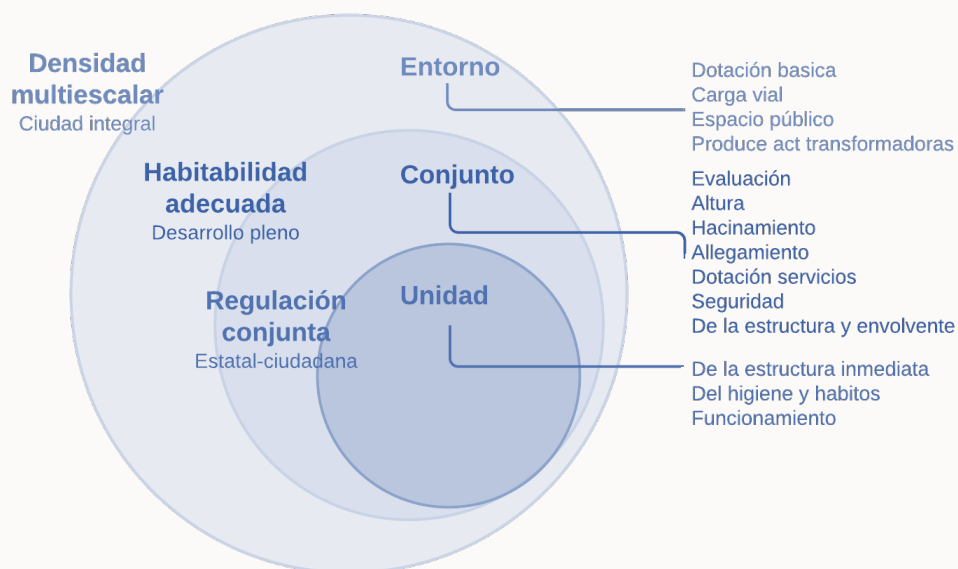 Densidad
multiescalar
Ciudad integral
Habitabilidad
adecuada
Desarrollo pleno
Regulación
conjunta
Estatal-ciudadana
Entorno
Conjunto
Unidad
Dotación basica
Carga vial
Espacio público
Produce act transformadoras
Evaluación
Altura
Hacinamiento
Allegamiento
Dotación servicios
Seguridad
De la estructura y envolvente
De la estructura inmediata
Del higiene y habitos
Funcionamiento